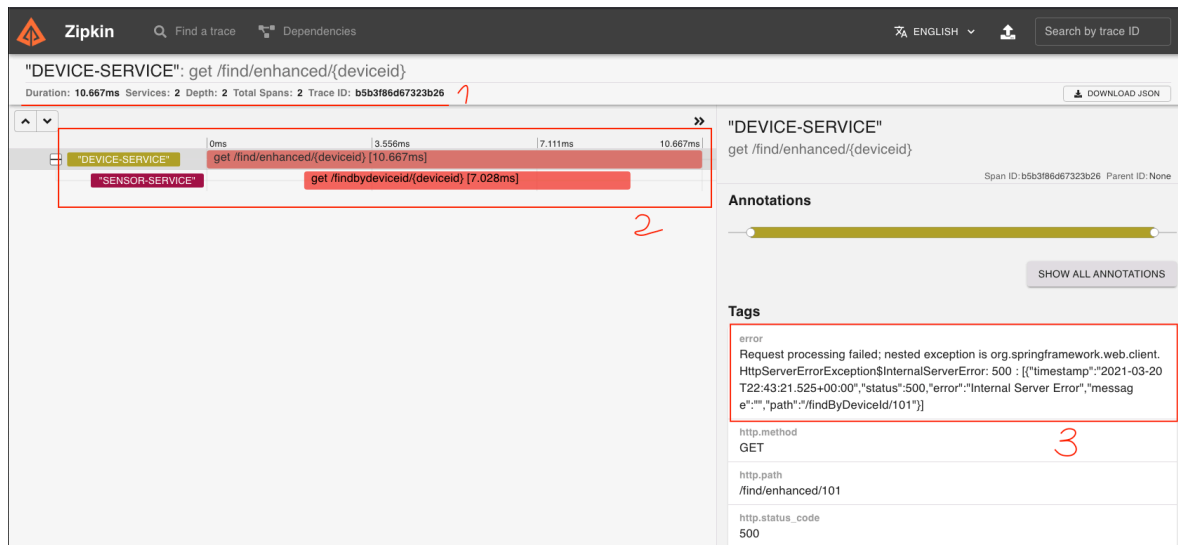 Zipkin
Find a trace
Dependencies
ENGLISH
Search by trace ID
"DEVICE-SERVICE": get /find/enhanced/{deviceid}
Duration: 10.667ms Services: 2 Depth: 2 Total Spans: 2 Trace ID: b5b3f86d67323b26
1
DOWNLOAD JSON
0ms 3.556ms 7.111ms 10.667ms
"DEVICE-SERVICE" get /find/enhanced/{deviceid} [10.667ms]
"SENSOR-SERVICE" get /findbydeviceid/{deviceid} [7.028ms]
2
"DEVICE-SERVICE"
get /find/enhanced/{deviceid}
Span ID: b5b3f86d67323b26 Parent ID: None
Annotations
SHOW ALL ANNOTATIONS
Tags
error
Request processing failed; nested exception is org.springframework.web.client.
HttpServerErrorException$InternalServerError: 500 : [{"timestamp":"2021-03-20
T22:43:21.525+00:00","status":500,"error":"Internal Server Error","messag
e":"","path":"/findByDeviceId/101"}]
3
http.method
GET
http.path
/find/enhanced/101
http.status_code
500